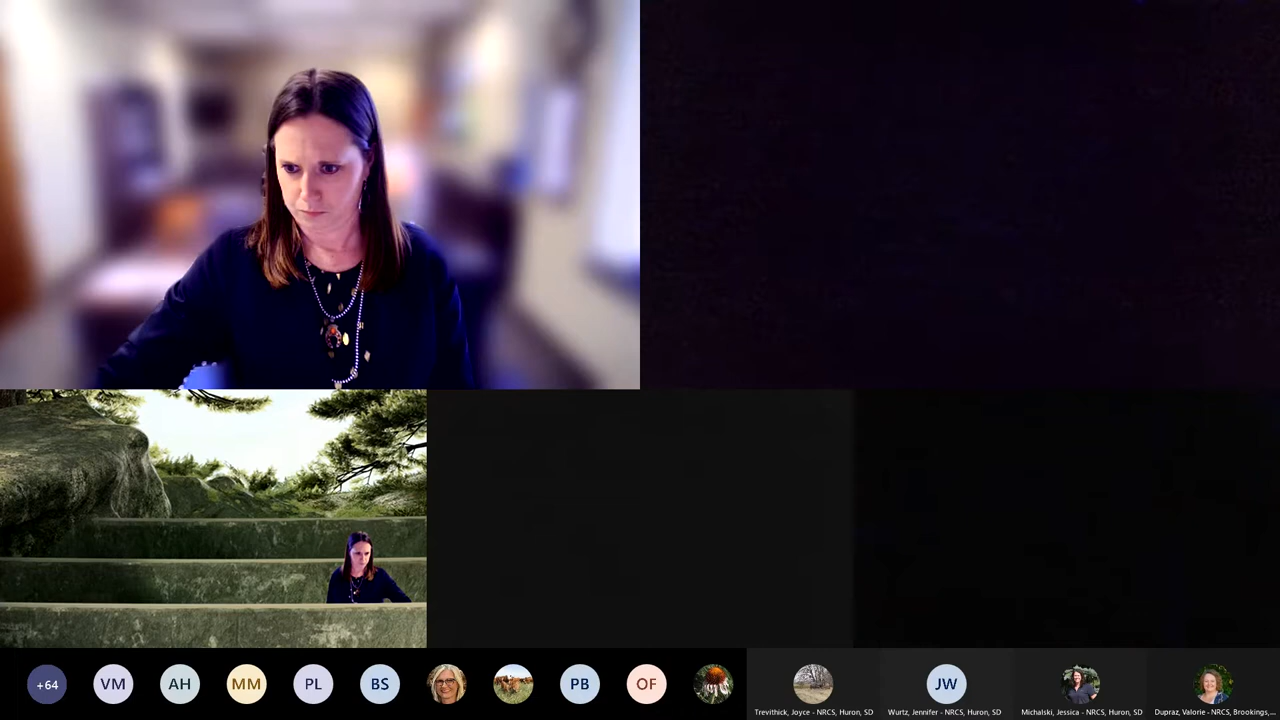 +64
VM
AH
MM
PL
BS
PB
OF
JW
Trevithick, Joyce - NRCS, Huron, SD
Wurtz, Jennifer - NRCS, Huron, SD
Michalski, Jessica - NRCS, Huron, SD
Dupraz, Valorie - NRCS, Brookings,...